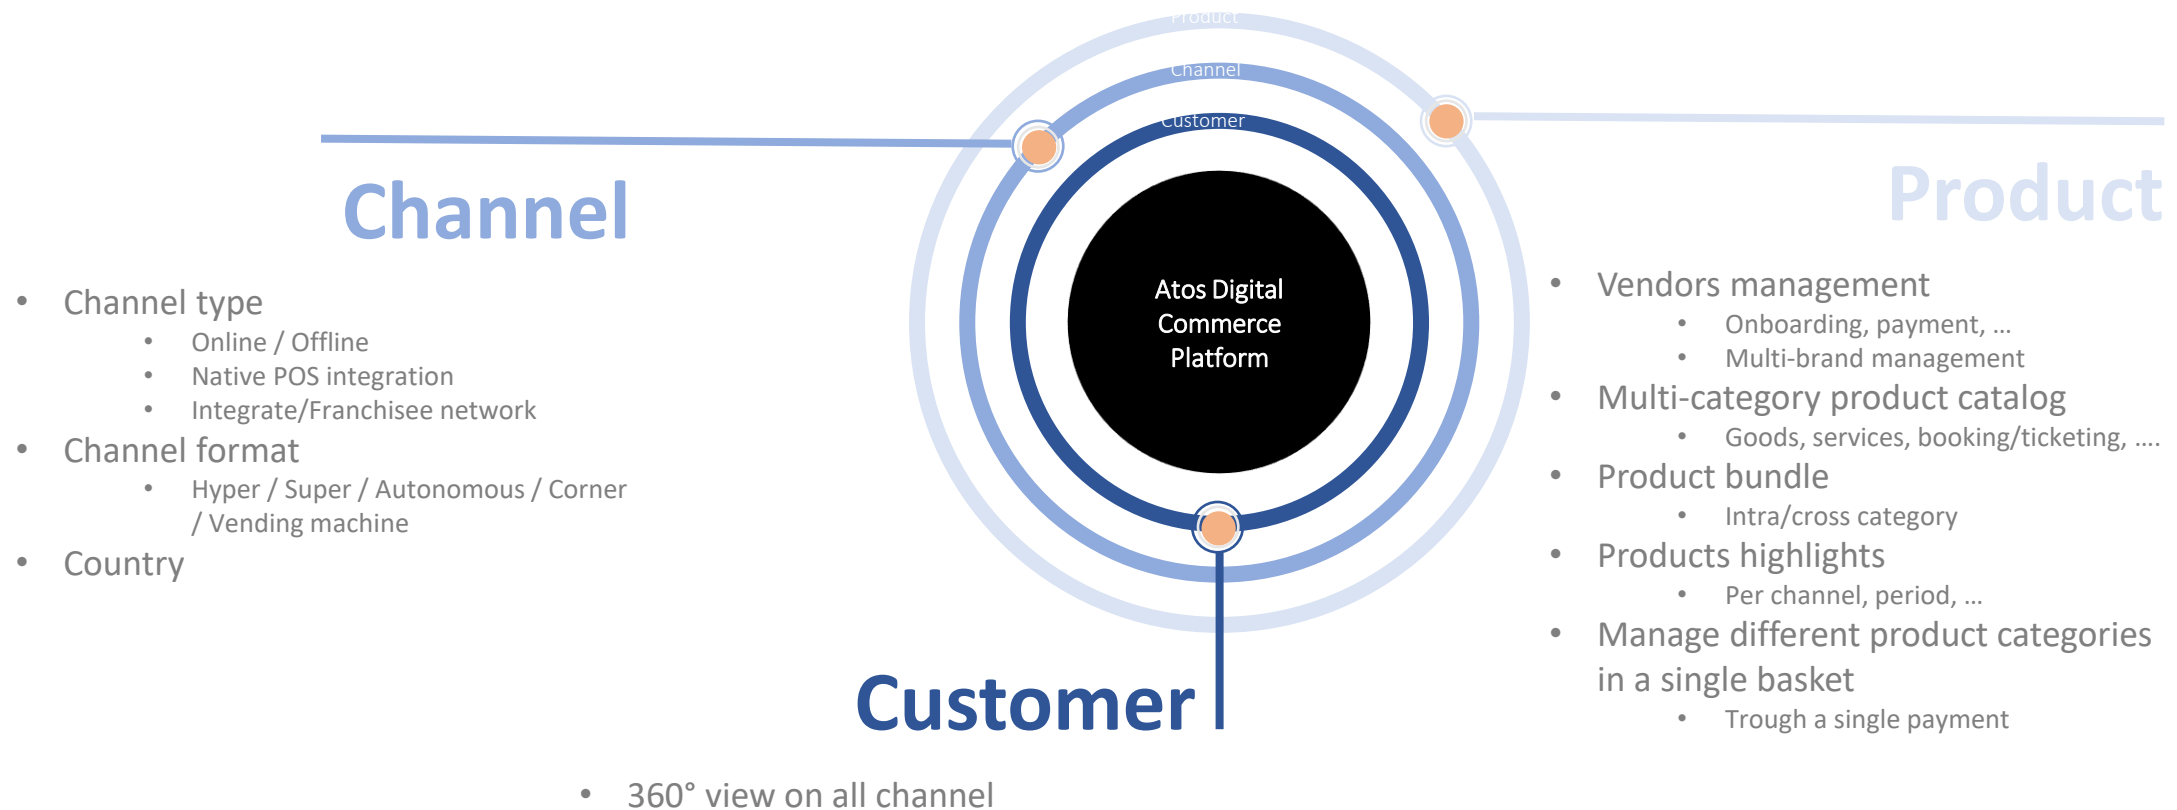 Product
Channel
Customer
Atos Digital
Commerce
Platform
Channel
• Channel type
• Online / Offline
• Native POS integration
• Integrate/Franchisee network
• Channel format
• Hyper / Super / Autonomous / Corner
/ Vending machine
• Country
Product
• Vendors management
• Onboarding, payment, ...
• Multi-brand management
• Multi-category product catalog
• Goods, services, booking/ticketing, ....
• Product bundle
• Intra/cross category
• Products highlights
• Per channel, period, ...
• Manage different product categories
in a single basket
• Trough a single payment
Customer
• 360° view on all channel